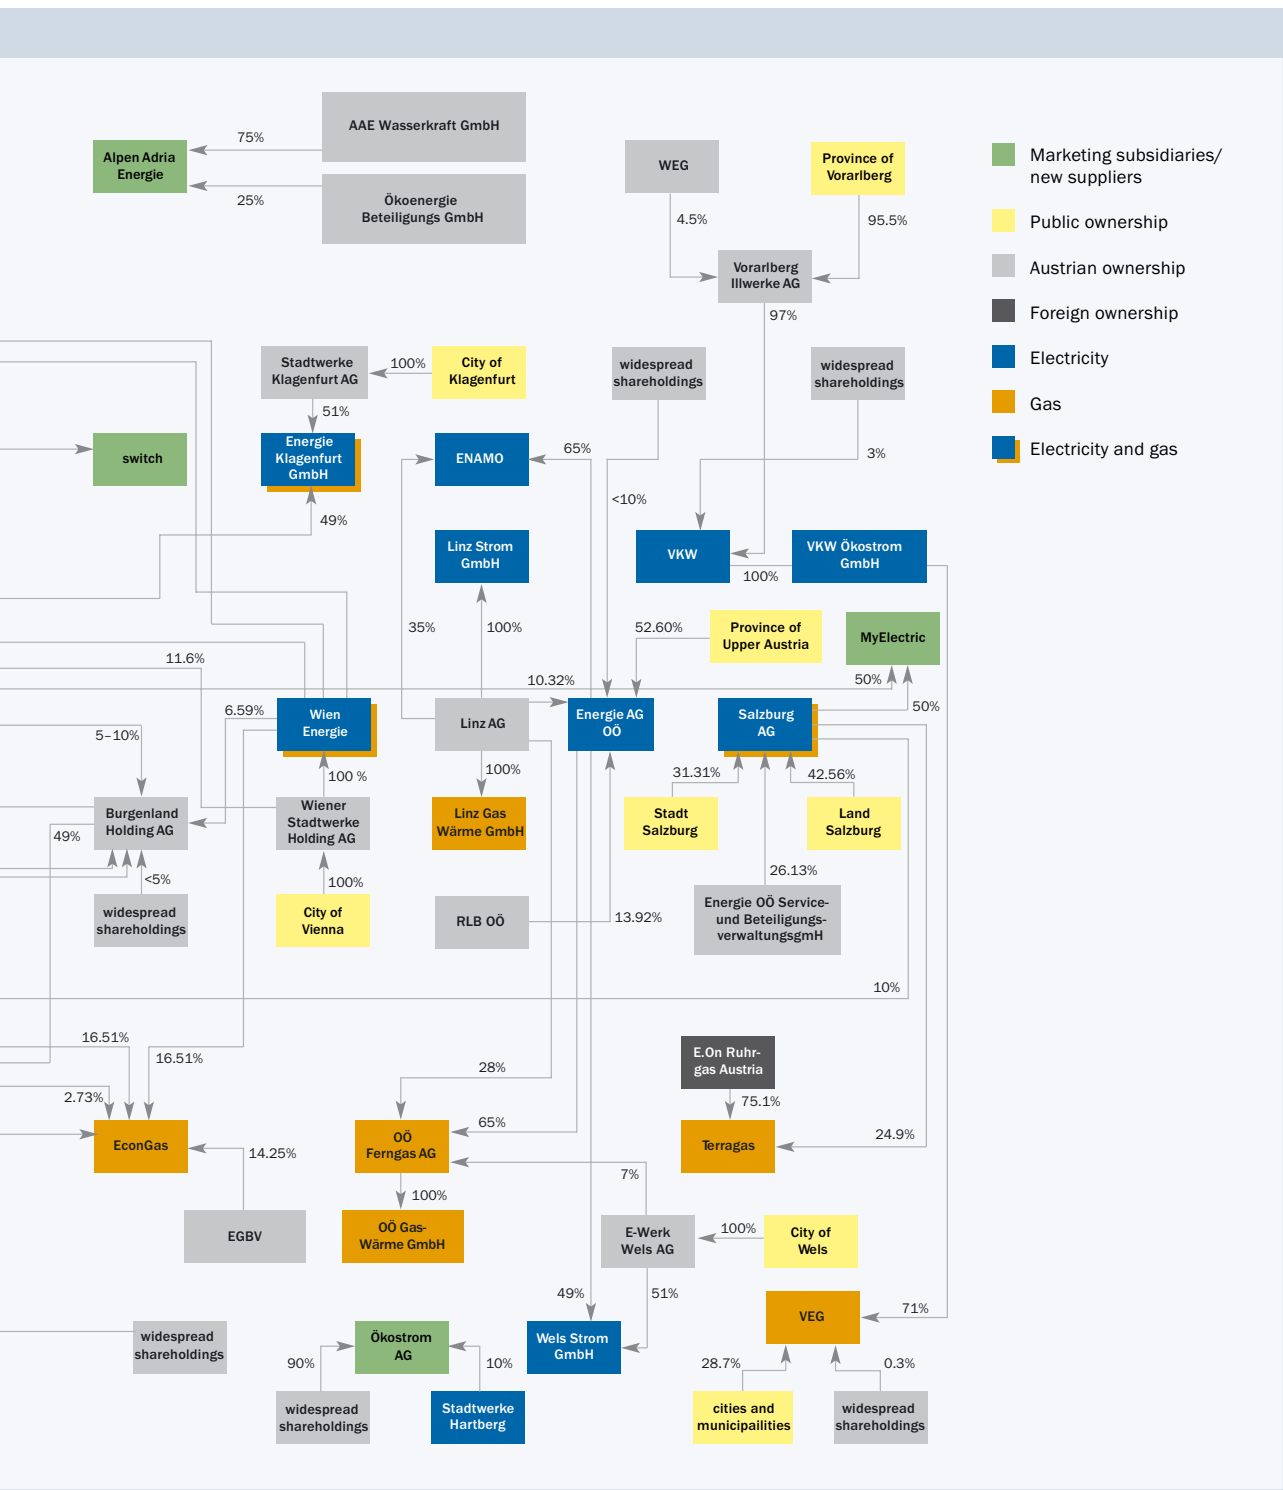 AAE Wasserkraft GmbH
75%
Alpen Adria
Energie
25%
Ökoenergie
Beteiligungs GmbH
WEG
Province of
Vorarlberg
4.5%
95.5%
Vorarlberg
Illwerke AG
97%
Marketing subsidiaries/
new suppliers
Public ownership
Austrian ownership
Foreign ownership
Electricity
Gas
Electricity and gas
Stadtwerke
Klagenfurt AG
100%
City of
Klagenfurt
widespread
shareholdings
widespread
shareholdings
51%
switch
Energie
Klagenfurt
GmbH
ENAMO
65%
3%
49%
<10%
Linz Strom
GmbH
VKW
VKW Ökostrom
GmbH
100%
35%
100%
52.60%
Province of
Upper Austria
MyElectric
11.6%
10.32%
50%
50%
6.59%
Wien
Energie
Linz AG
Energie AG
OÖ
Salzburg
AG
5–10%
100 %
100%
31.31%
42.56%
Burgenland
Holding AG
49%
Wiener
Stadtwerke
Holding AG
Linz Gas
Wärme GmbH
Stadt
Salzburg
Land
Salzburg
<5%
100%
26.13%
widespread
shareholdings
City of
Vienna
RLB OÖ
13.92%
Energie OÖ Service-
und Beteiligungs-
verwaltungsgmH
10%
16.51%
16.51%
E.On Ruhr-
gas Austria
28%
2.73%
75.1%
65%
EconGas
14.25%
OÖ
Ferngas AG
Terragas
24.9%
7%
100%
EGBV
OÖ Gas-
Wärme GmbH
E-Werk
Wels AG
100%
City of
Wels
49%
51%
71%
VEG
widespread
shareholdings
Ökostrom
AG
Wels Strom
GmbH
90%
10%
28.7%
0.3%
widespread
shareholdings
Stadtwerke
Hartberg
cities and
municipailities
widespread
shareholdings